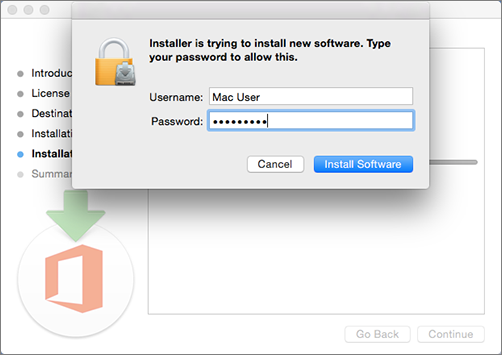 Installer is trying to install new software. Type
your password to allow this.
Username: Mac User
Password: •••••••••
Cancel Install Software
Introduc
License
Destinat
Installati
Installat
Summar
Go Back Continue